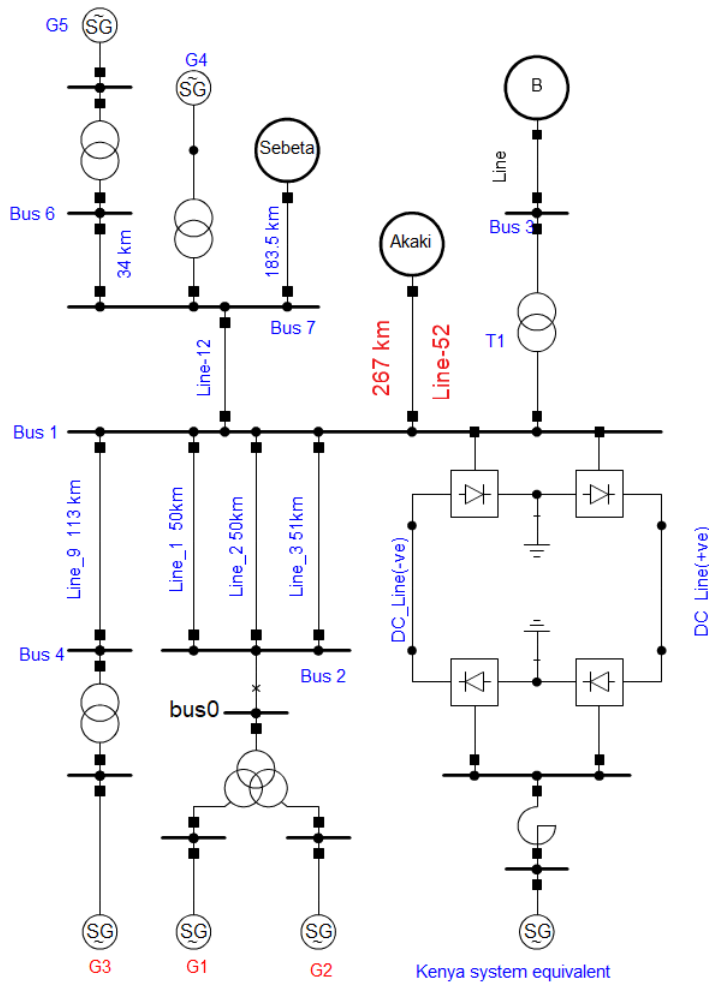 G5
SG
~
G4
SG
~
B
Sebeta
Line
Bus 6
34 km
183.5 km
Akaki
Bus 3
Bus 7
267 km
Line-52
T1
Line-12
Bus 1
Line_9 113 km
Line_1 50km
Line_2 50km
Line_3 51km
DC_Line(-ve)
DC_Line(+ve)
Bus 4
Bus 2
bus0
SG
~
SG
~
SG
~
SG
~
G3
G1
G2
Kenya system equivalent